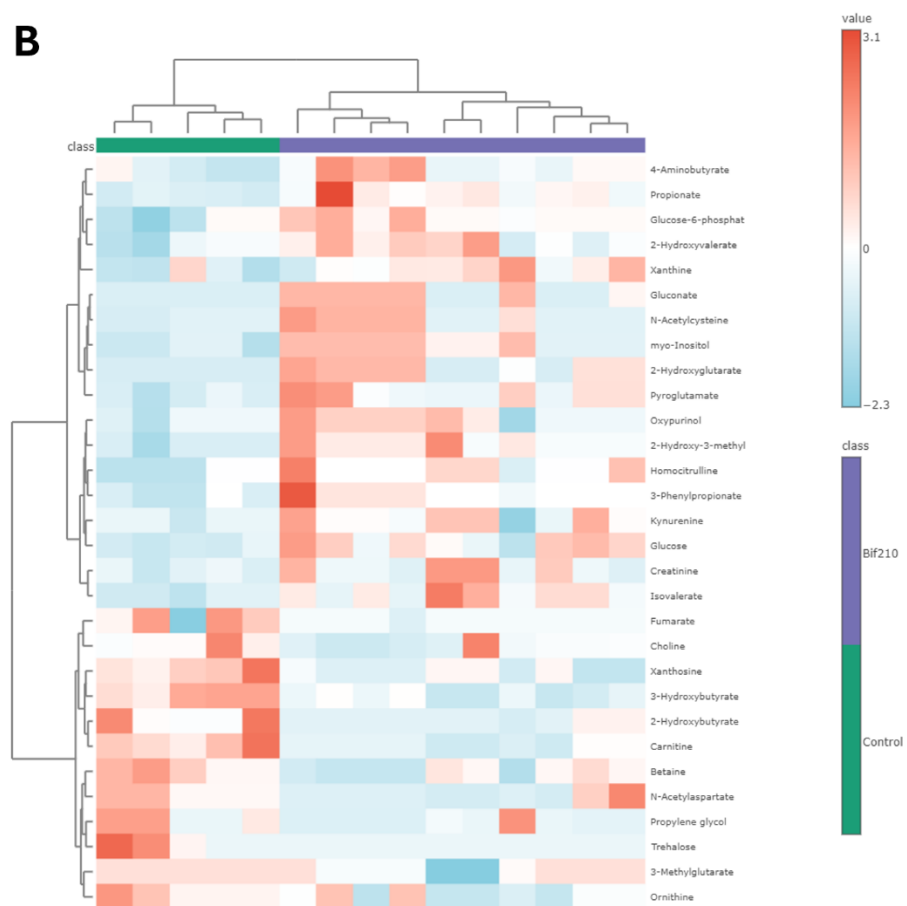 B
value
3.1
0
−2.3
class
4-Aminobutyrate
Propionate
Glucose-6-phosphat
2-Hydroxyvalerate
Xanthine
Gluconate
N-Acetylcysteine
myo-Inositol
2-Hydroxyglutarate
Pyroglutamate
Oxypurinol
2-Hydroxy-3-methyl
Homocitrulline
3-Phenylpropionate
Kynurenine
Glucose
Creatinine
Isovalerate
Fumarate
Choline
Xanthosine
3-Hydroxybutyrate
2-Hydroxybutyrate
Carnitine
Betaine
N-Acetylaspartate
Propylene glycol
Trehalose
3-Methylglutarate
Ornithine
class
Bif210
Control